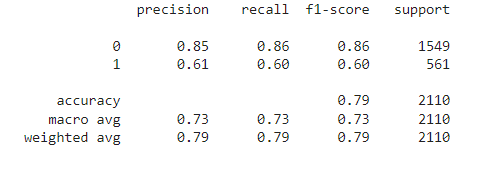 precision recall f1-score support
0 0.85 0.86 0.86 1549
1 0.61 0.60 0.60 561
accuracy 0.79 2110
macro avg 0.73 0.73 0.73 2110
weighted avg 0.79 0.79 0.79 2110